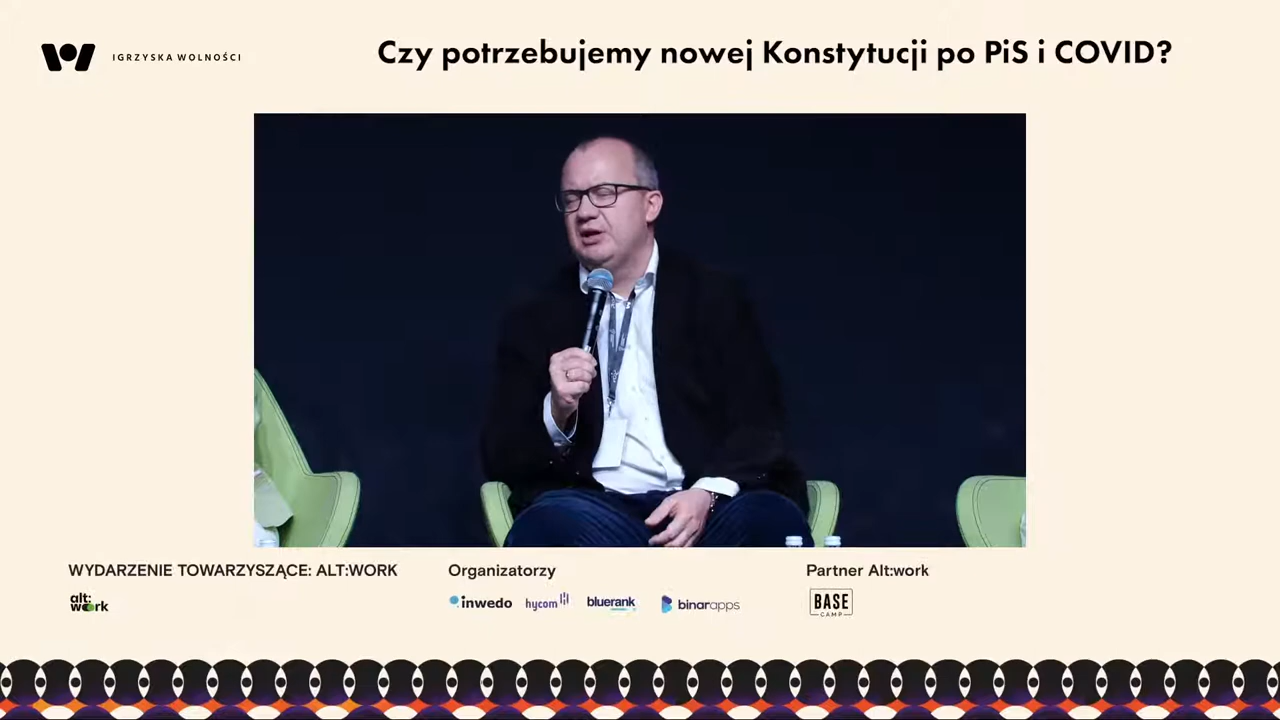 IGRZYSKA WOLNOŚCI
Czy potrzebujemy nowej Konstytucji po PiS i COVID?
WYDARZENIE TOWARZYSZĄCE: ALT:WORK
Organizatorzy
Partner Alt:work
alt:
work
inwedo
hycom
bluerank
binarapps
BASE
CAMP